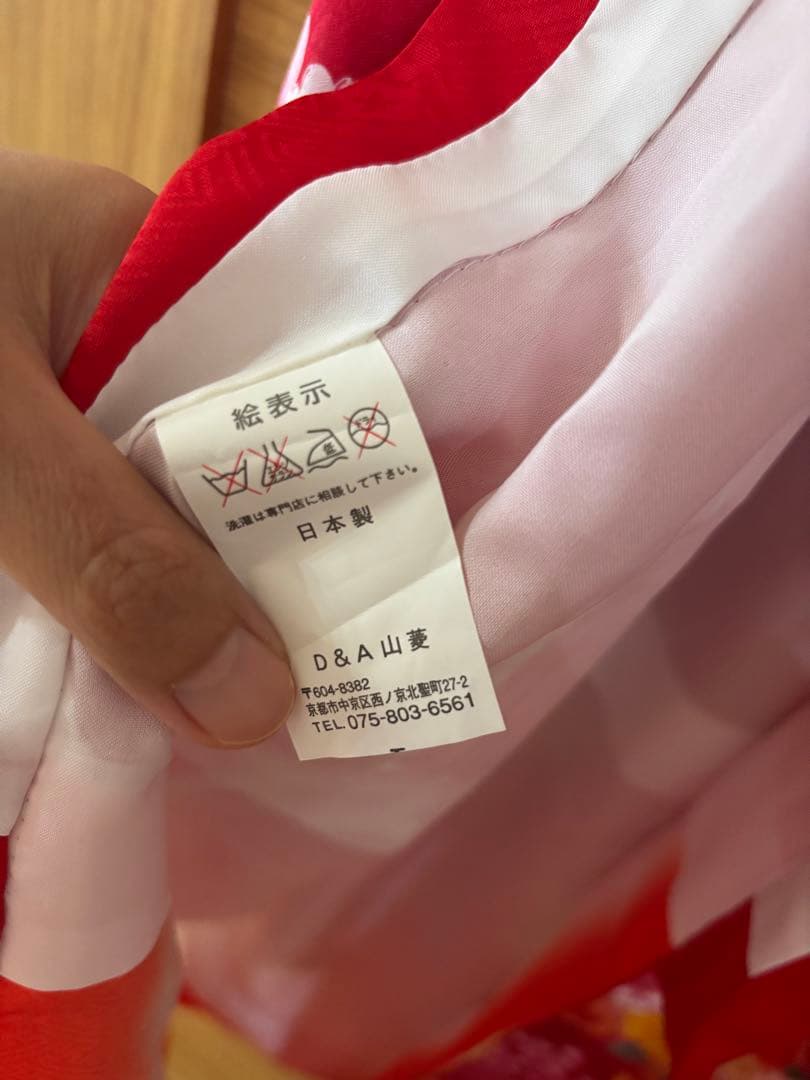 絵表示
低
洗濯は専門店に相談して下さい。
日本製
D&A山菱
〒604-8382
京都市中京区西ノ京北聖町27-2
TEL.075-803-6561